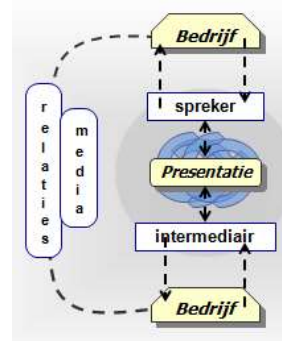 Bedrijf
spreker
relaties
media
Presentatie
intermediair
Bedrijf